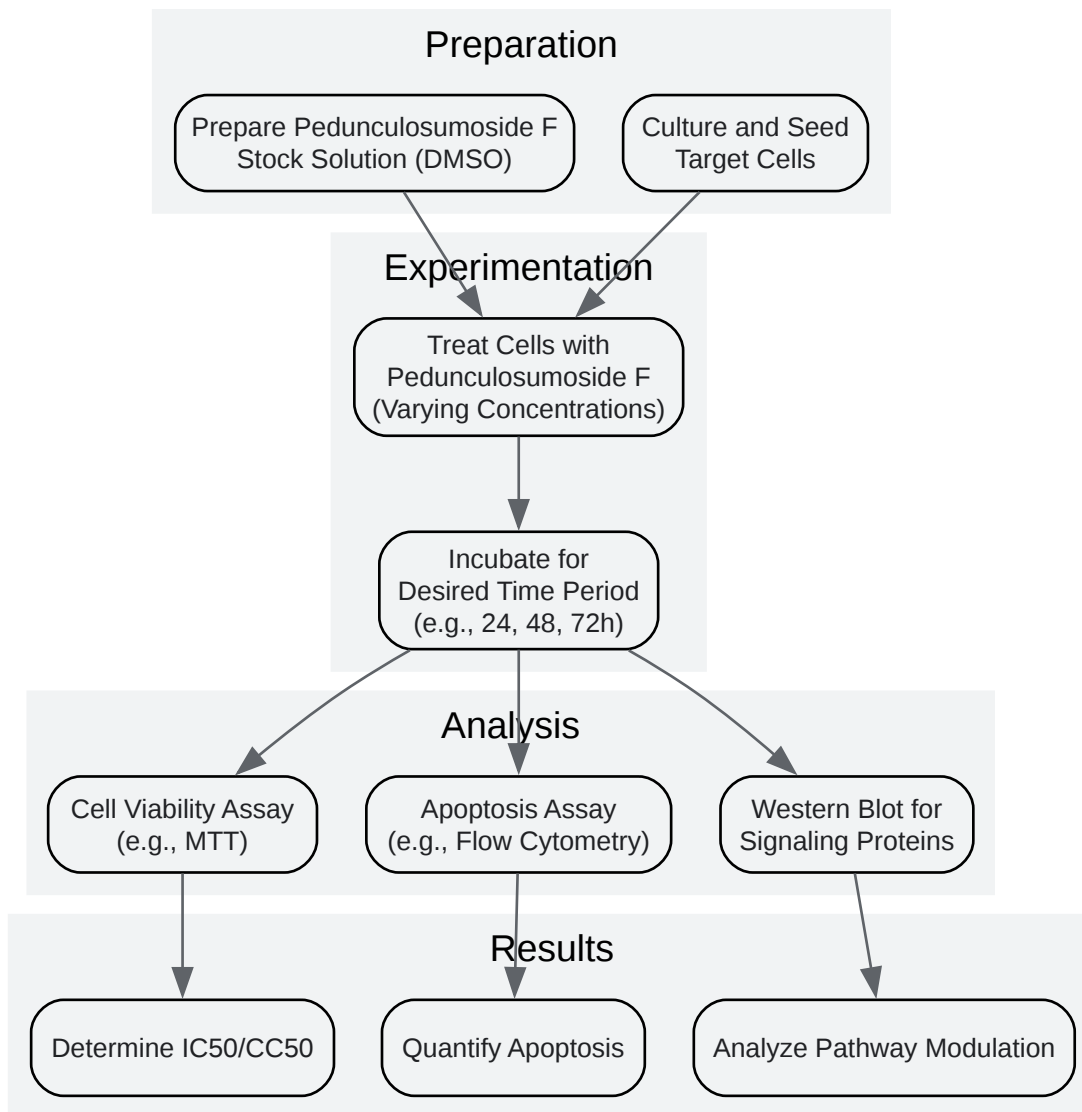 Preparation
Prepare Pedunculosumoside F
Stock Solution (DMSO)
Culture and Seed
Target Cells
Experimentation
Treat Cells with
Pedunculosumoside F
(Varying Concentrations)
Incubate for
Desired Time Period
(e.g., 24, 48, 72h)
Analysis
Cell Viability Assay
(e.g., MTT)
Apoptosis Assay
(e.g., Flow Cytometry)
Western Blot for
Signaling Proteins
Results
Determine IC50/CC50
Quantify Apoptosis
Analyze Pathway Modulation